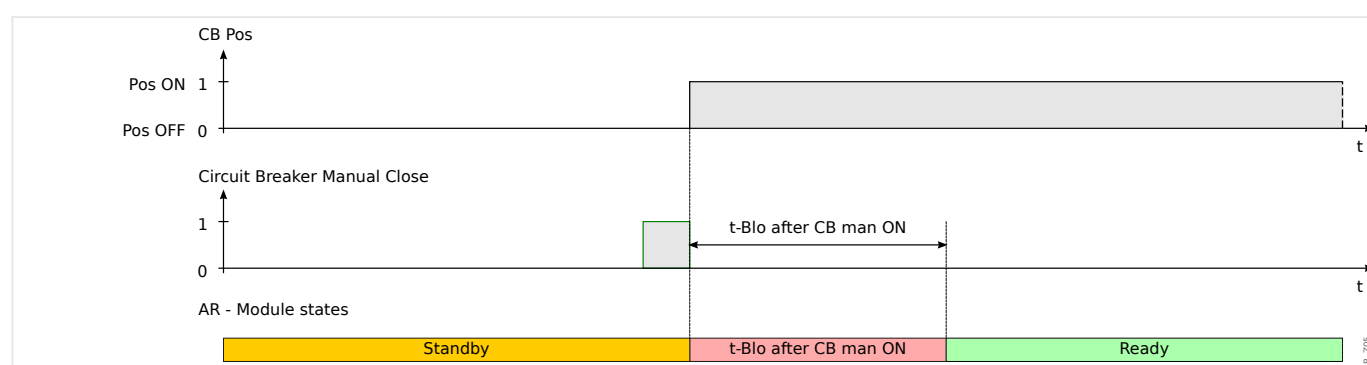 CB Pos
Pos ON 1
Pos OFF 0
t
Circuit Breaker Manual Close
1
t-Blo after CB man ON
0
t
AR - Module states
Standby t-Blo after CB man ON Ready